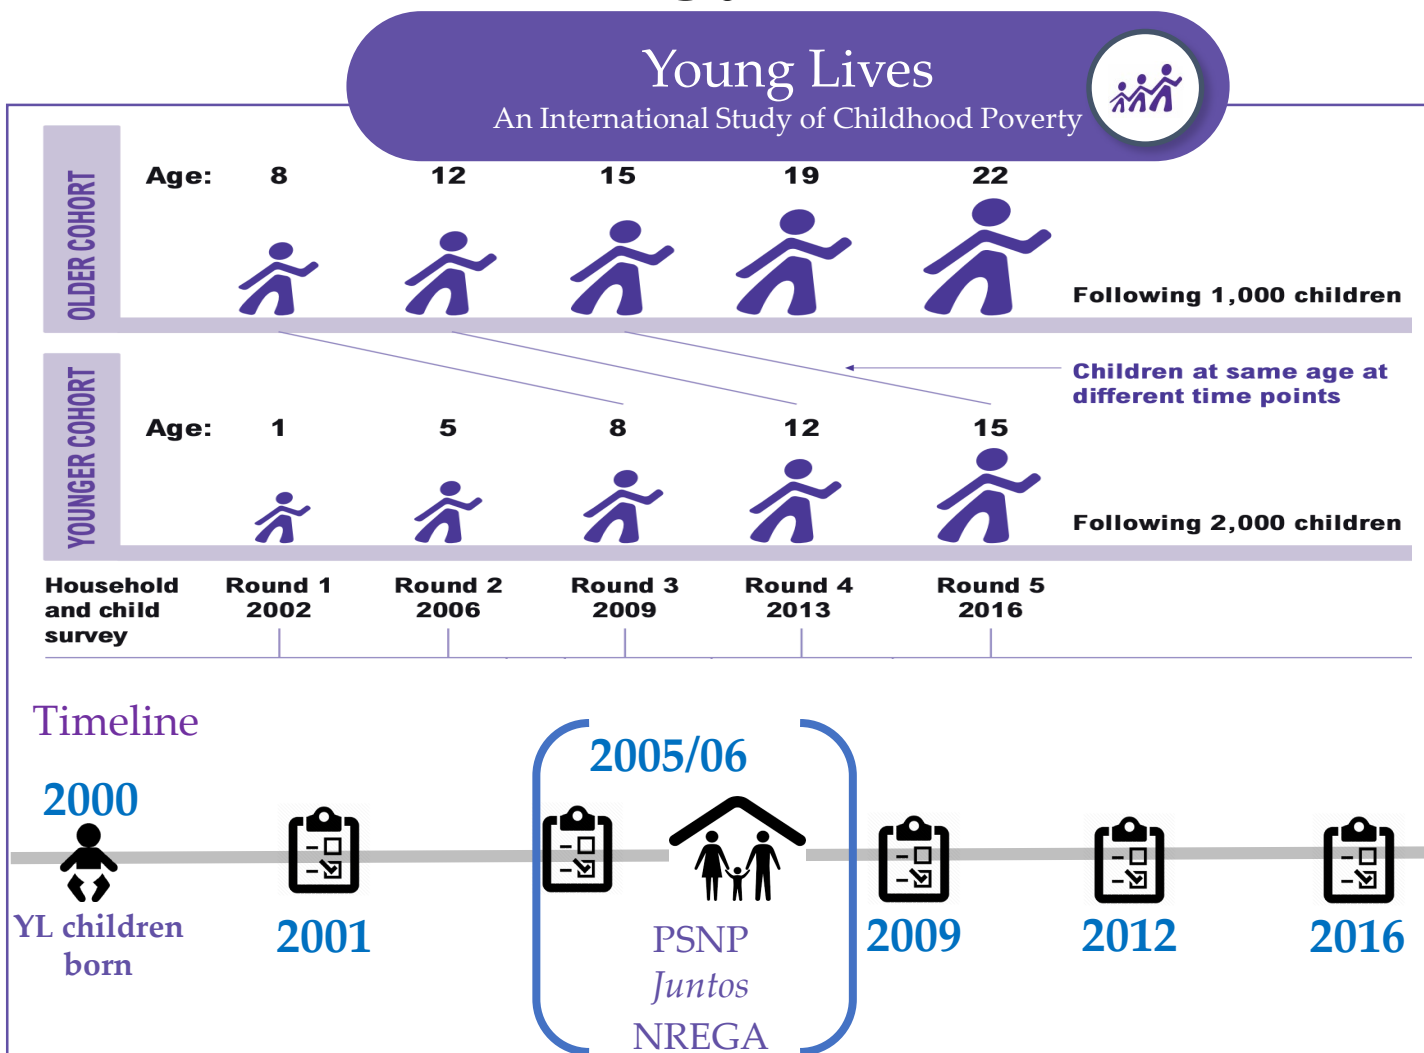 Young Lives
An International Study of Childhood Poverty
OLDER COHORT
Age: 8 12 15 19 22
Following 1,000 children
Children at same age at
different time points
YOUNGER COHORT
Age: 1 5 8 12 15
Following 2,000 children
Household
and child
survey
Round 1
2002
Round 2
2006
Round 3
2009
Round 4
2013
Round 5
2016
Timeline
2000
YL children
born
2001
2005/06
PSNP
Juntos
NREGA
2009
2012
2016